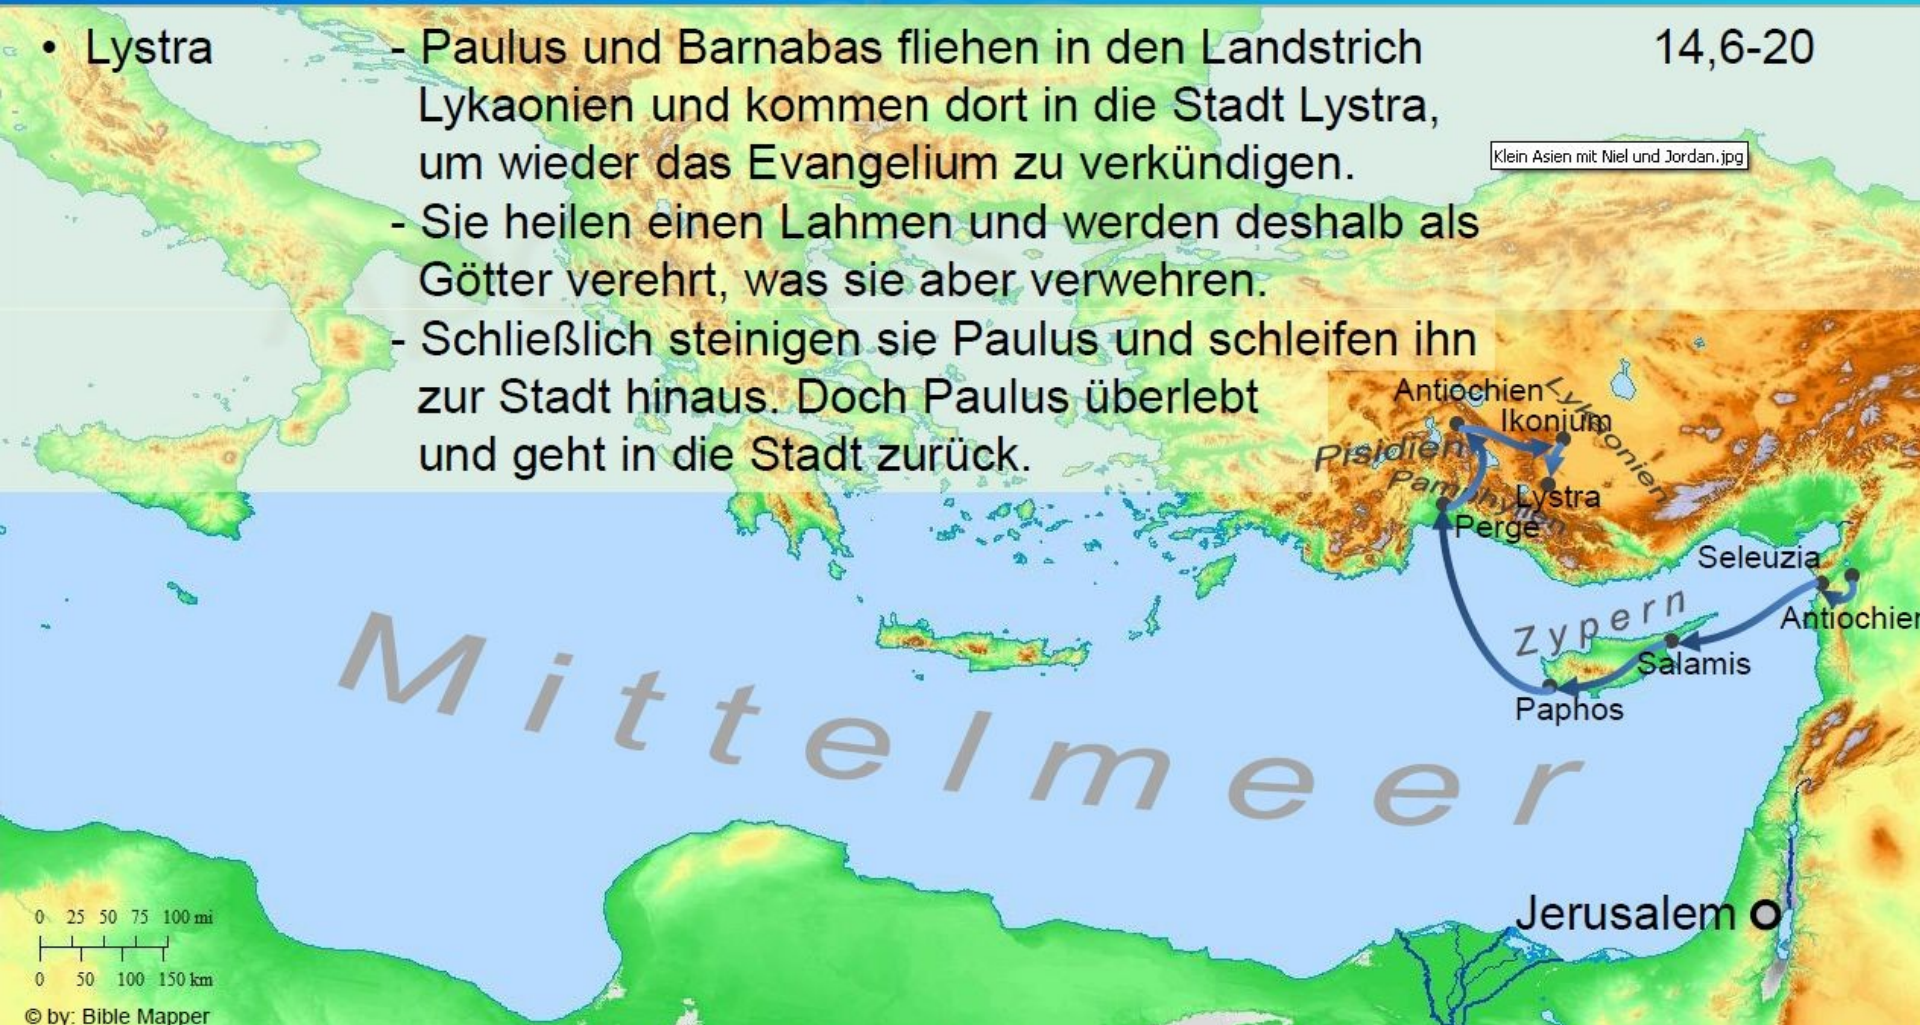 • Lystra - Paulus und Barnabas fliehen in den Landstrich 14,6-20
Lykaonien und kommen dort in die Stadt Lystra,
um wieder das Evangelium zu verkündigen.
Klein Asien mit Niel und Jordan.jpg
- Sie heilen einen Lahmen und werden deshalb als
Götter verehrt, was sie aber verwehren.
- Schließlich steinigen sie Paulus und schleifen ihn
zur Stadt hinaus. Doch Paulus überlebt
und geht in die Stadt zurück.
Antiochien
Lykaonien
Ikonium
Pisidien
Pamphylien
Lystra
Perge
Seleuzia
Zypern
Antiochien
Salamis
Paphos
Mittelmeer
Jerusalem
0 25 50 75 100 mi
0 50 100 150 km
© by: Bible Mapper